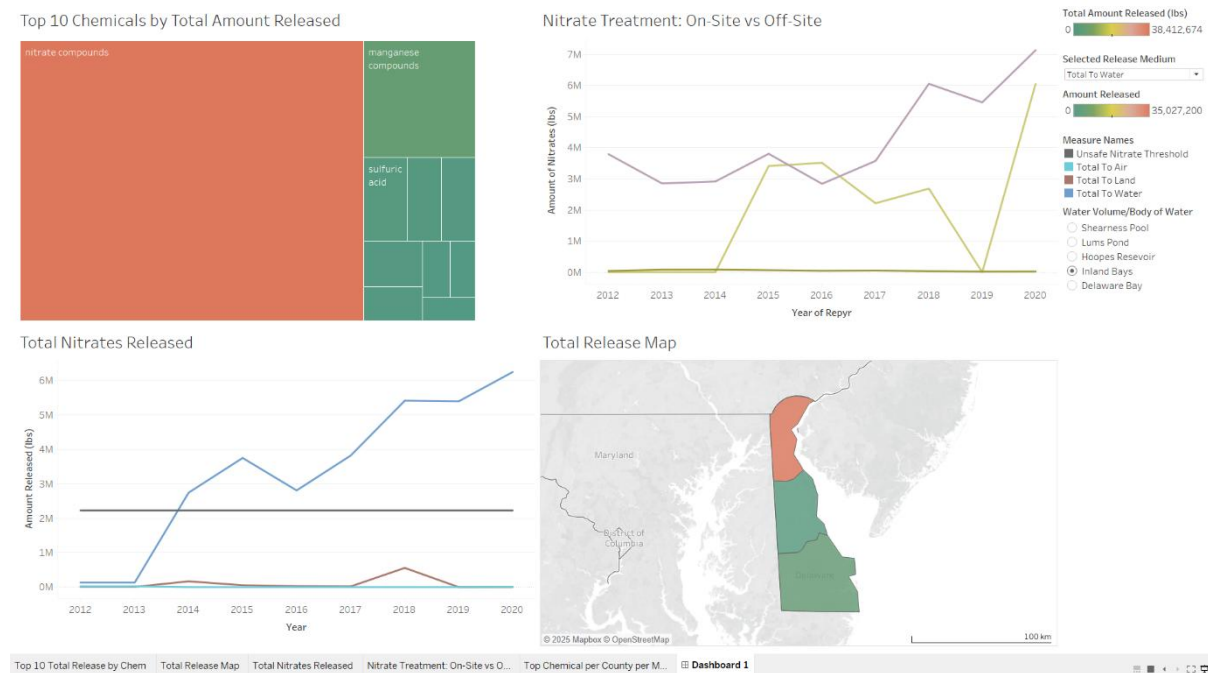 Top 10 Chemicals by Total Amount Released
nitrate compounds
manganese
compounds
sulfuric
acid
Nitrate Treatment: On-Site vs Off-Site
Amount of Nitrates (lbs)
7M
6M
5M
4M
3M
2M
1M
0M
2012 2013 2014 2015 2016 2017 2018 2019 2020
Year of Repyr
Total Amount Released (lbs)
0 38,412,674
Selected Release Medium
Total To Water
Amount Released
0 35,027,200
Measure Names
Unsafe Nitrate Threshold
Total To Air
Total To Land
Total To Water
Water Volume/Body of Water
Shearness Pool
Lums Pond
Hoopes Resevoir
Inland Bays
Delaware Bay
Total Nitrates Released
Amount Released (lbs)
6M
5M
4M
3M
2M
1M
0M
2012 2013 2014 2015 2016 2017 2018 2019 2020
Year
Total Release Map
Maryland
District of
Columbia
Delaware
© 2025 Mapbox © OpenStreetMap
100 km
Top 10 Total Release by Chem Total Release Map Total Nitrates Released Nitrate Treatment: On-Site vs O... Top Chemical per County per M... Dashboard 1